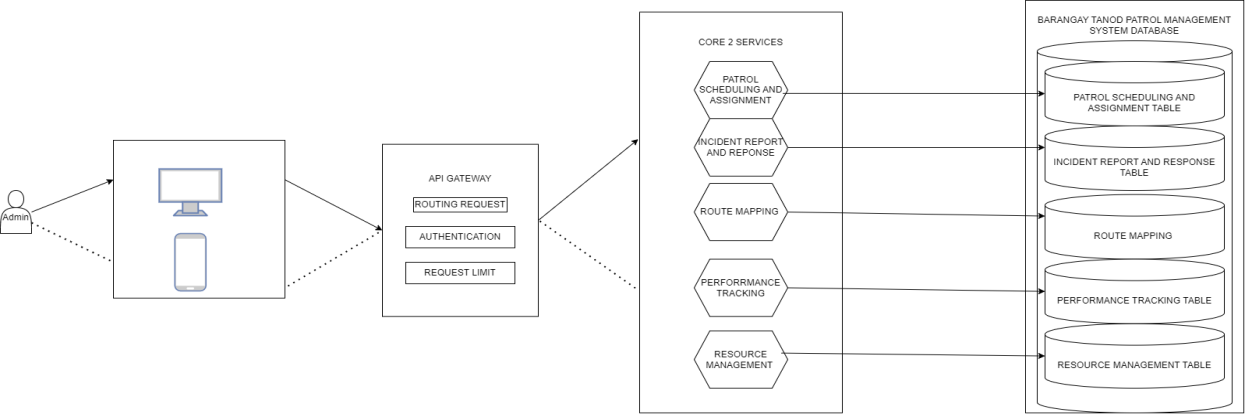 Admin
API GATEWAY
ROUTING REQUEST
AUTHENTICATION
REQUEST LIMIT
CORE 2 SERVICES
PATROL
SCHEDULING AND
ASSIGNMENT
INCIDENT REPORT
AND REPONSE
ROUTE MAPPING
PERFORRMANCE
TRACKING
RESOURCE
MANAGEMENT
BARANGAY TANOD PATROL MANAGEMENT
SYSTEM DATABASE
PATROL SCHEDULING AND
ASSIGNMENT TABLE
INCIDENT REPORT AND RESPONSE
TABLE
ROUTE MAPPING
PERFORMANCE TRACKING TABLE
RESOURCE MANAGEMENT TABLE